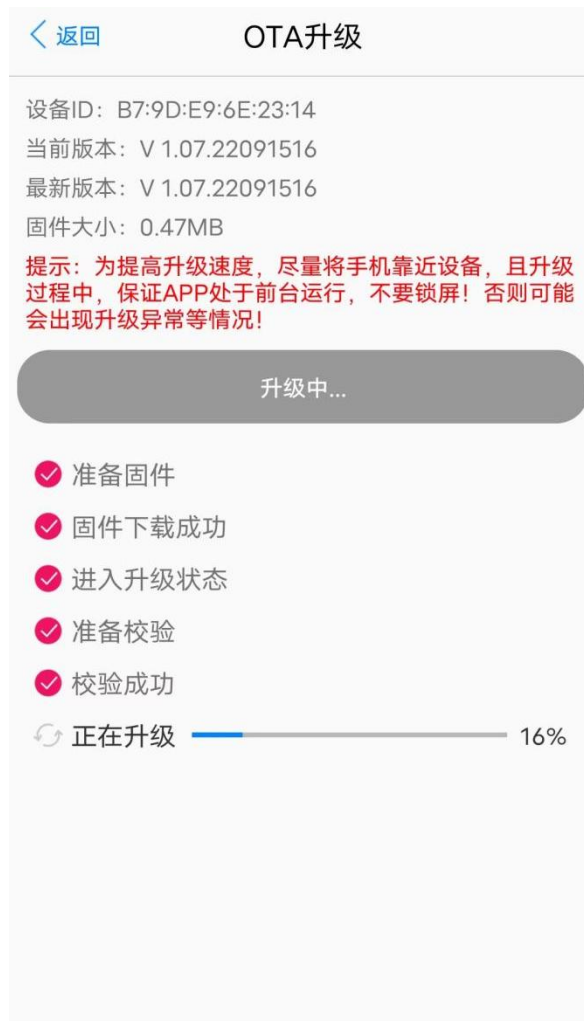 返回
OTA升级
设备ID：B7:9D:E9:6E:23:14
当前版本：V 1.07.22091516
最新版本：V 1.07.22091516
固件大小：0.47MB
提示：为提高升级速度，尽量将手机靠近设备，且升级
过程中，保证APP处于前台运行，不要锁屏！否则可能
会出现升级异常等情况！
升级中...
准备固件
固件下载成功
进入升级状态
准备校验
校验成功
正在升级 16%